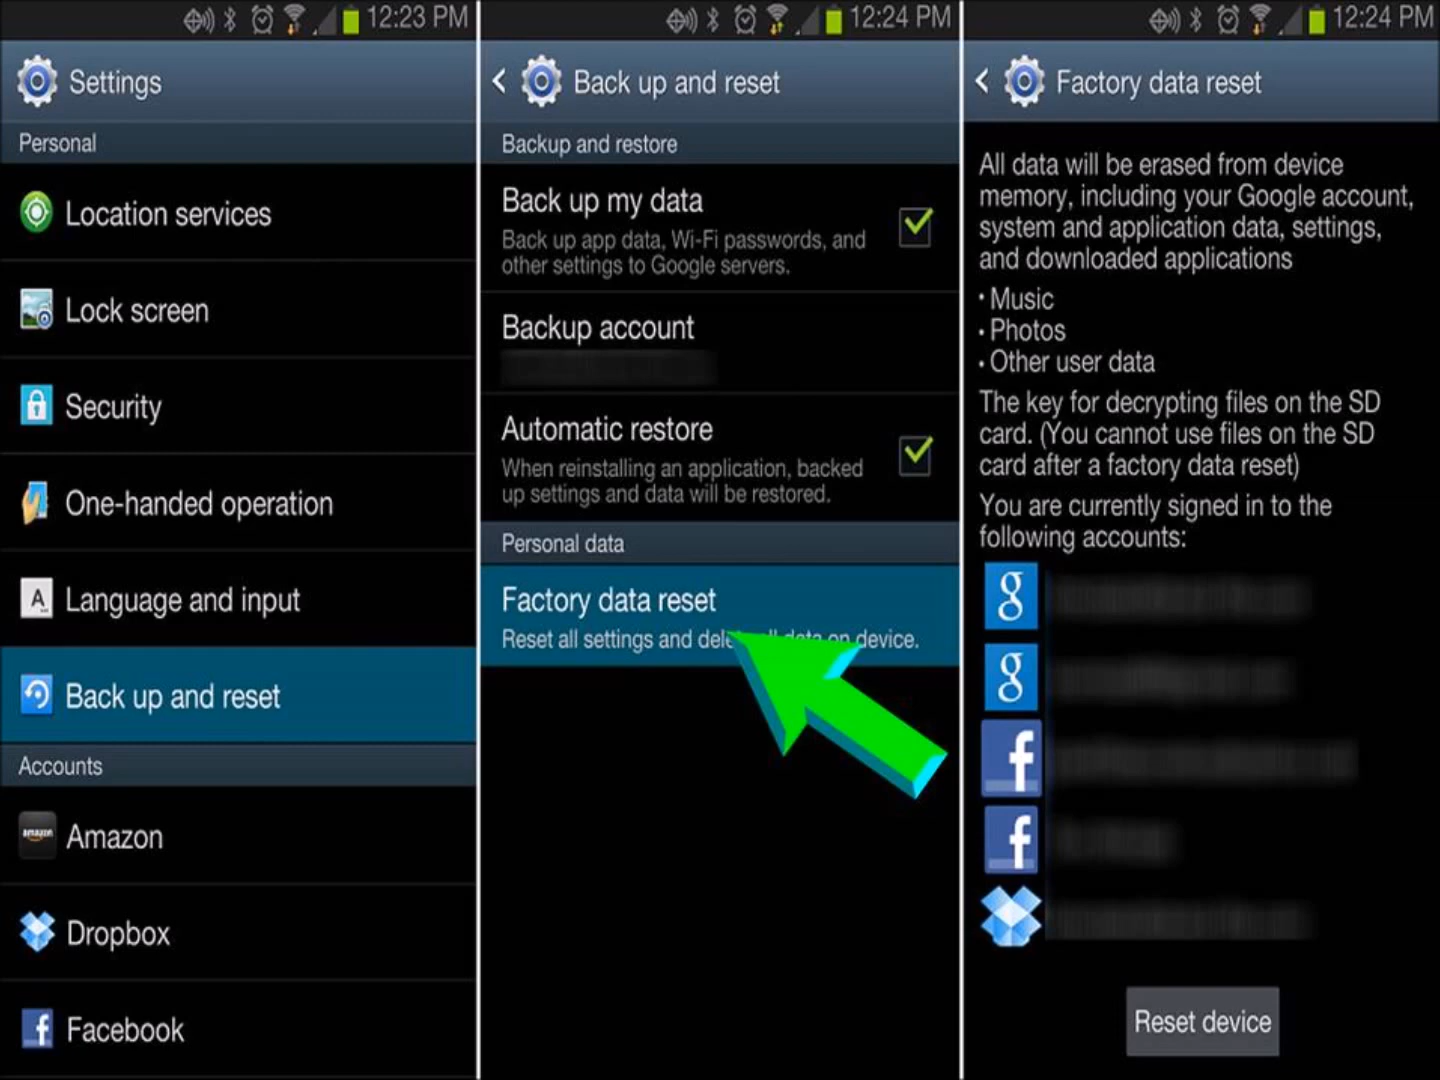 12:23 PM
Settings
Personal
Location services
Lock screen
Security
One-handed operation
A
Language and input
Back up and reset
Accounts
amazon
Amazon
Dropbox
f
Facebook
12:24 PM
Back up and reset
Backup and restore
Back up my data
Back up app data, Wi-Fi passwords, and
other settings to Google servers.
Backup account
Automatic restore
When reinstalling an application, backed
up settings and data will be restored.
Personal data
Factory data reset
Reset all settings and all data on device.
12:24 PM
Factory data reset
All data will be erased from device
memory, including your Google account,
system and application data, settings,
and downloaded applications
• Music
• Photos
• Other user data
The key for decrypting files on the SD
card. (You cannot use files on the SD
card after a factory data reset)
You are currently signed in to the
following accounts:
g
g
f
f
Reset device